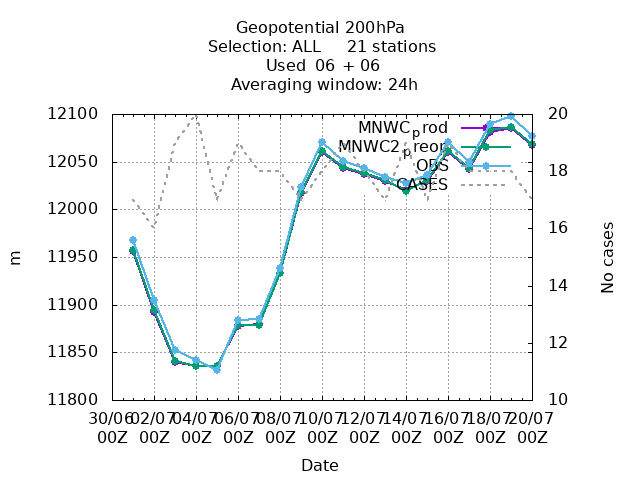 Geopotential 200hPa
Selection: ALL 21 stations
Used 06 + 06
Averaging window: 24h
MNWCprod
MNWC2preop
OBS
CASES
12100
12050
12000
11950
11900
11850
11800
20
18
16
14
12
10
m
No cases
30/06 02/07 04/07 06/07 08/07 10/07 12/07 14/07 16/07 18/07 20/07
00Z 00Z 00Z 00Z 00Z 00Z 00Z 00Z 00Z 00Z 00Z
Date